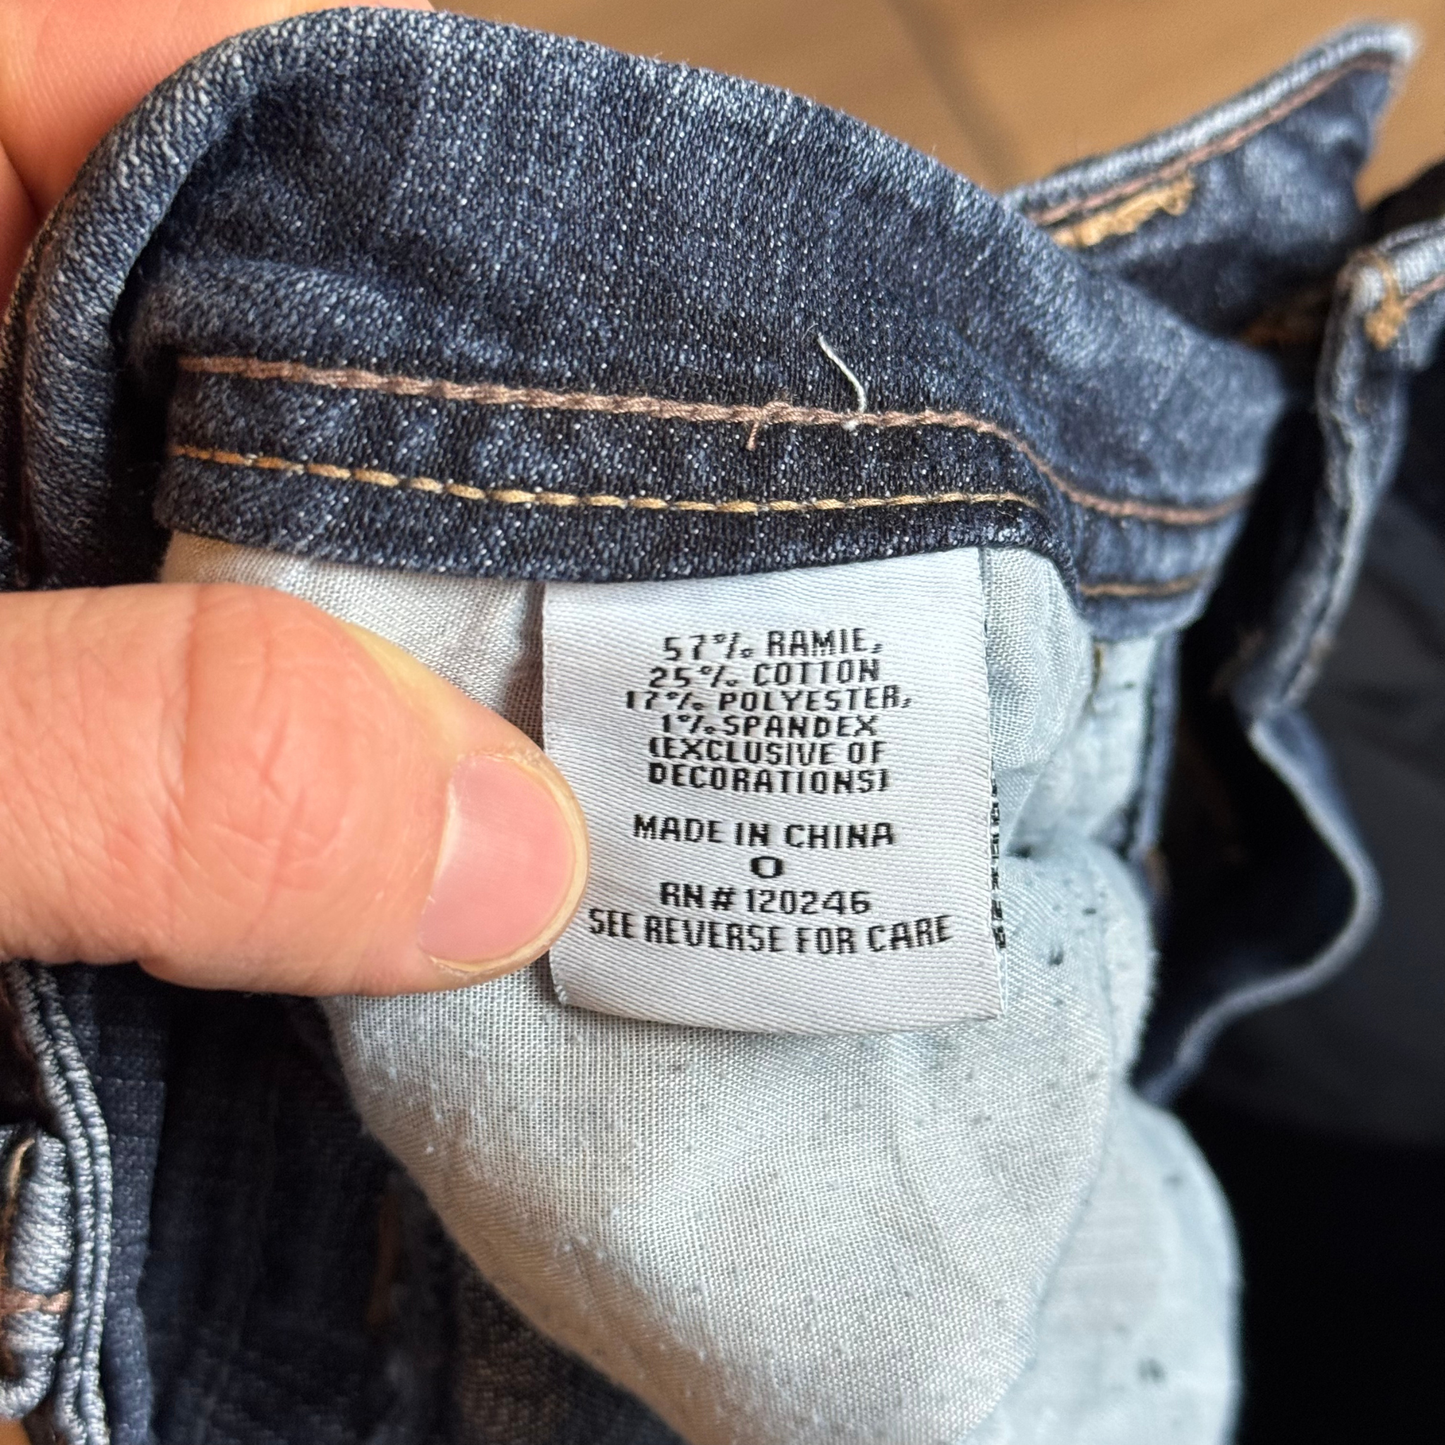 57% RAMIE,
25% COTTON
17% POLYESTER,
1% SPANDEX
(EXCLUSIVE OF
DECORATIONS)
MADE IN CHINA
0
RN# 120246
SEE REVERSE FOR CARE